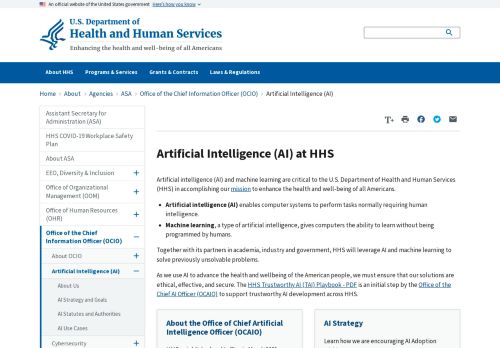 An official website of the United States government Here's how you know
U.S. Department of
Health and Human Services
Enhancing the health and well-being of all Americans
About HHS Programs & Services Grants & Contracts Laws & Regulations
Home > About > Agencies > ASA > Office of the Chief Information Officer (OCIO) > Artificial Intelligence (AI)
Assistant Secretary for
Administration (ASA)
HHS COVID-19 Workplace Safety
Plan
About ASA
EEO, Diversity & Inclusion
Office of Organizational
Management (OOM)
Office of Human Resources
(OHR)
Office of the Chief
Information Officer (OCIO)
About OCIO
Artificial Intelligence (AI)
About Us
AI Strategy and Goals
AI Statutes and Authorities
AI Use Cases
Cybersecurity
T+
Artificial Intelligence (AI) at HHS
Artificial intelligence (AI) and machine learning are critical to the U.S. Department of Health and Human Services
(HHS) in accomplishing our mission to enhance the health and well-being of all Americans.
• Artificial intelligence (AI) enables computer systems to perform tasks normally requiring human
intelligence.
• Machine learning, a type of artificial intelligence, gives computers the ability to learn without being
programmed by humans.
Together with its partners in academia, industry and government, HHS will leverage AI and machine learning to
solve previously unsolvable problems.
As we use AI to advance the health and wellbeing of the American people, we must ensure that our solutions are
ethical, effective, and secure. The HHS Trustworthy AI (TAI) Playbook - PDF is an initial step by the Office of the
Chief AI Officer (OCAIO) to support trustworthy AI development across HHS.
About the Office of Chief Artificial
Intelligence Officer (OCAIO)
AI Strategy
Learn how we are encouraging AI Adoption